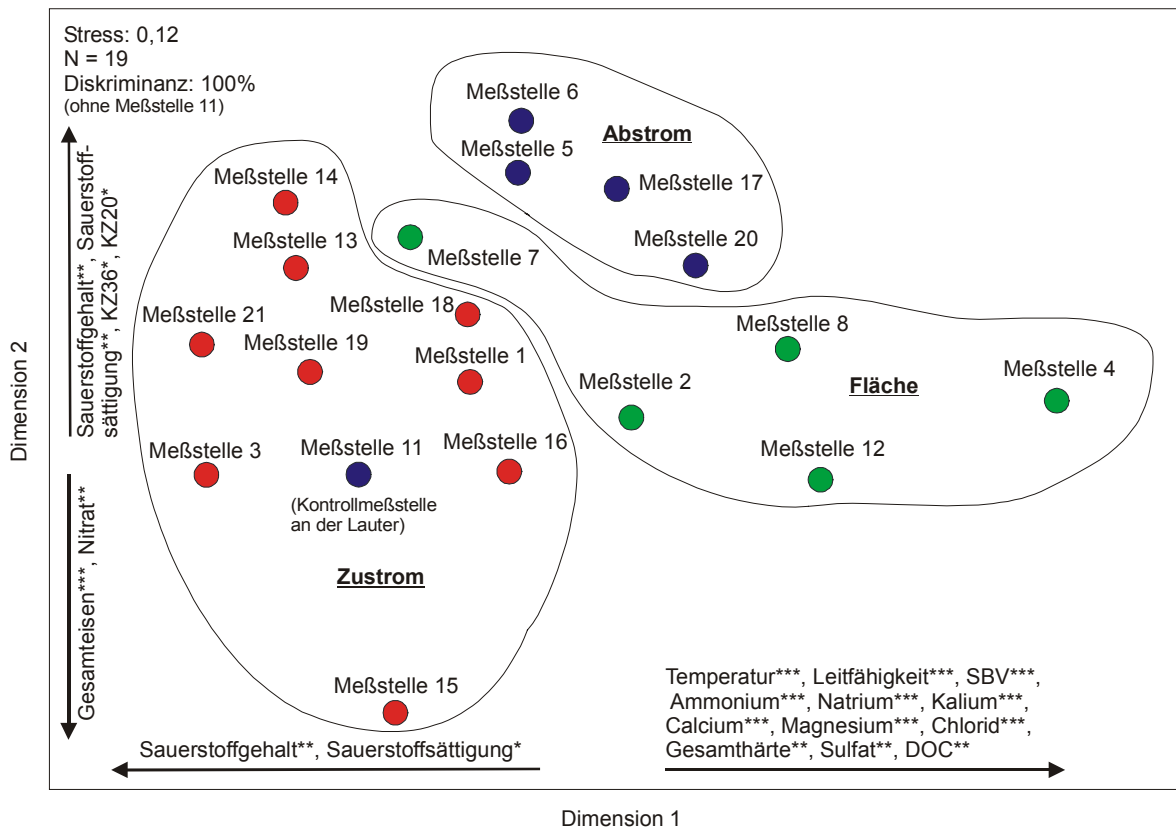 Stress: 0,12
N = 19
Diskriminanz: 100%
(ohne Meßstelle 11)
Meßstelle 6
Abstrom
Meßstelle 5
Meßstelle 17
Meßstelle 14
Meßstelle 20
Meßstelle 13
Meßstelle 7
Meßstelle 21
Meßstelle 18
Meßstelle 8
Meßstelle 19
Meßstelle 1
Meßstelle 4
Meßstelle 2
Fläche
Meßstelle 3
Meßstelle 11
Meßstelle 16
Meßstelle 12
(Kontrollmeßstelle
an der Lauter)
Zustrom
Meßstelle 15
Sauerstoffgehalt**, Sauerstoff-
sättigung**, KZ36*, KZ20*
Gesamteisen***, Nitrat**
Dimension 2
Sauerstoffgehalt**, Sauerstoffsättigung*
Temperatur***, Leitfähigkeit***, SBV***,
Ammonium***, Natrium***, Kalium***,
Calcium***, Magnesium***, Chlorid***,
Gesamthärte**, Sulfat**, DOC**
Dimension 1